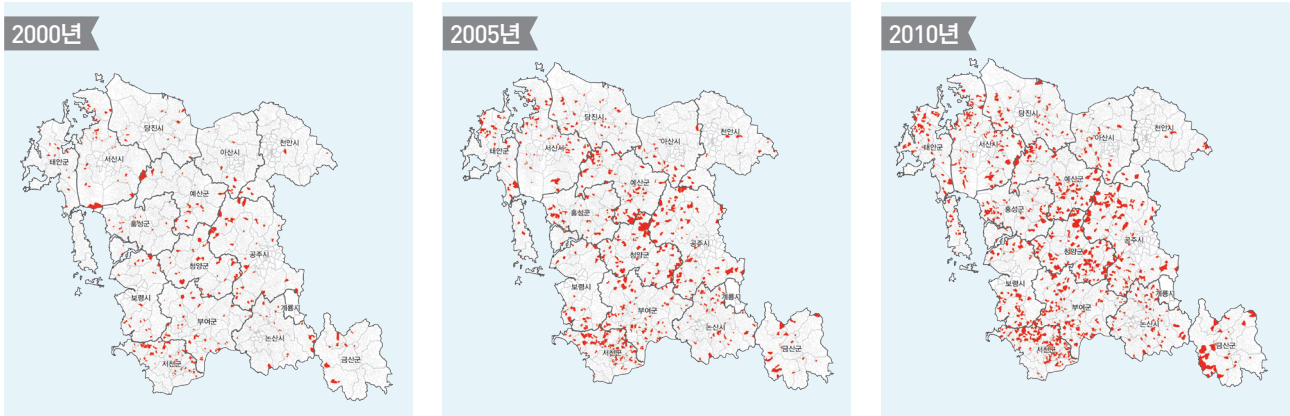 2000년
당진시
천안시
아산시
태안군
서산시
예산군
홍성군
공주시
청양군
보령시
계룡시
부여군
논산시
서천군
금산군
2005년
당진시
천안시
아산시
태안군
서산시
예산군
홍성군
공주시
청양군
보령시
계룡시
부여군
논산시
서천군
금산군
2010년
당진시
천안시
아산시
태안군
서산시
예산군
홍성군
공주시
청양군
보령시
계룡시
부여군
논산시
서천군
금산군